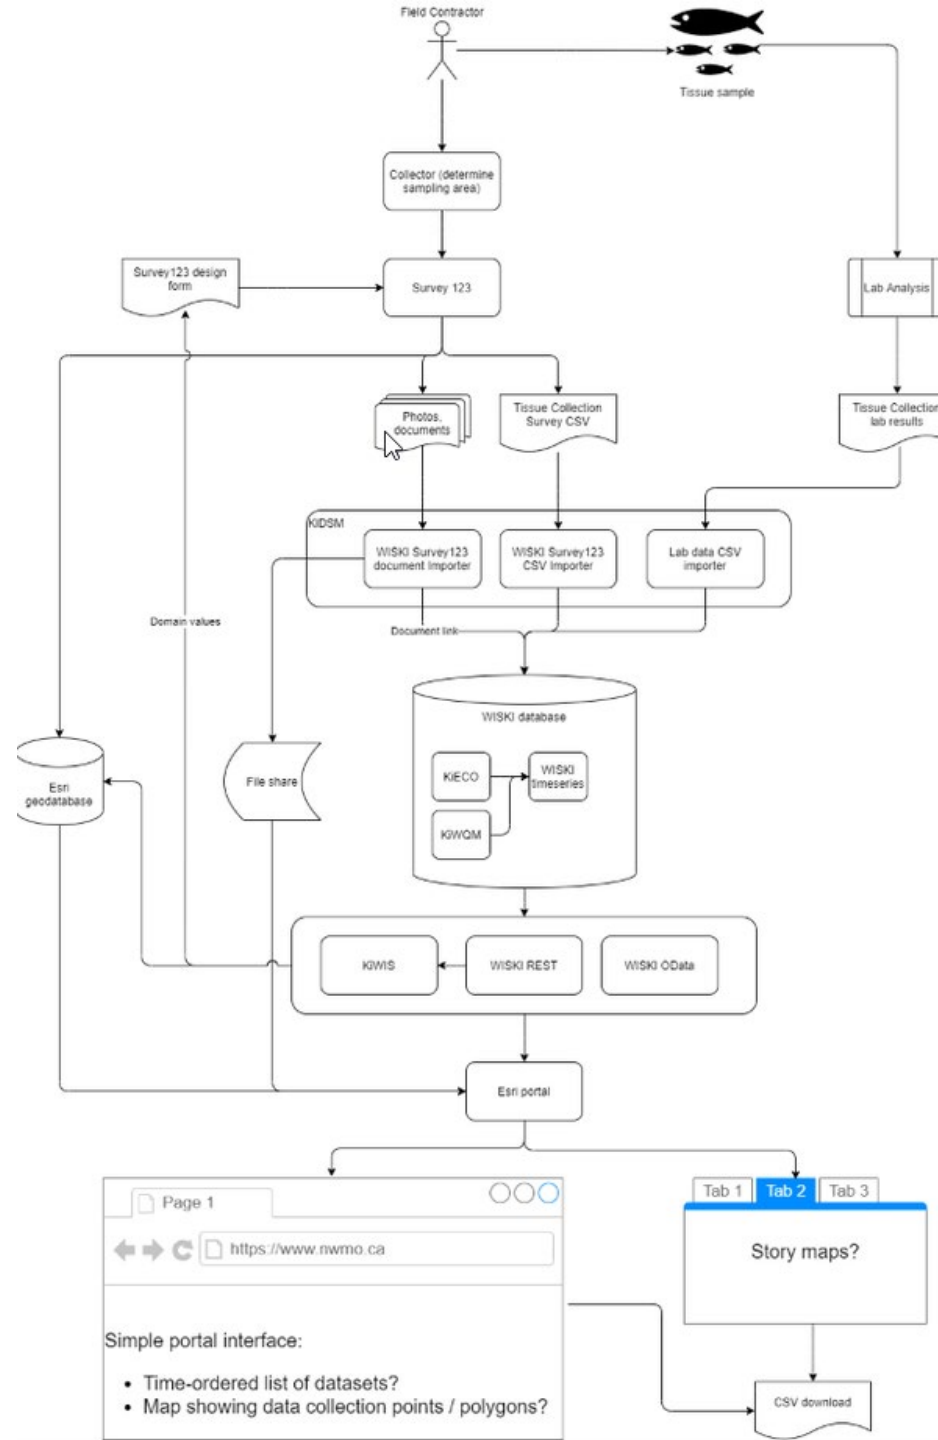 Field Contractor
Tissue sample
Collector (determine
sampling area)
Survey123 design
form
Survey 123
Lab Analysis
Photos,
documents
Tissue Collection
Survey CSV
Tissue Collection
lab results
KiDSM
WISKI Survey123
document Importer
WISKI Survey123
CSV Importer
Lab data CSV
importer
Domain values
Document link
WISKI database
KiECO
WISKI
timeseries
KiWQM
Esri
geodatabase
File share
KiWIS
WISKI REST
WISKI OData
Esri portal
Page 1
https://www.nwmo.ca
Simple portal interface:
• Time-ordered list of datasets?
• Map showing data collection points / polygons?
Tab 1
Tab 2
Tab 3
Story maps?
CSV download